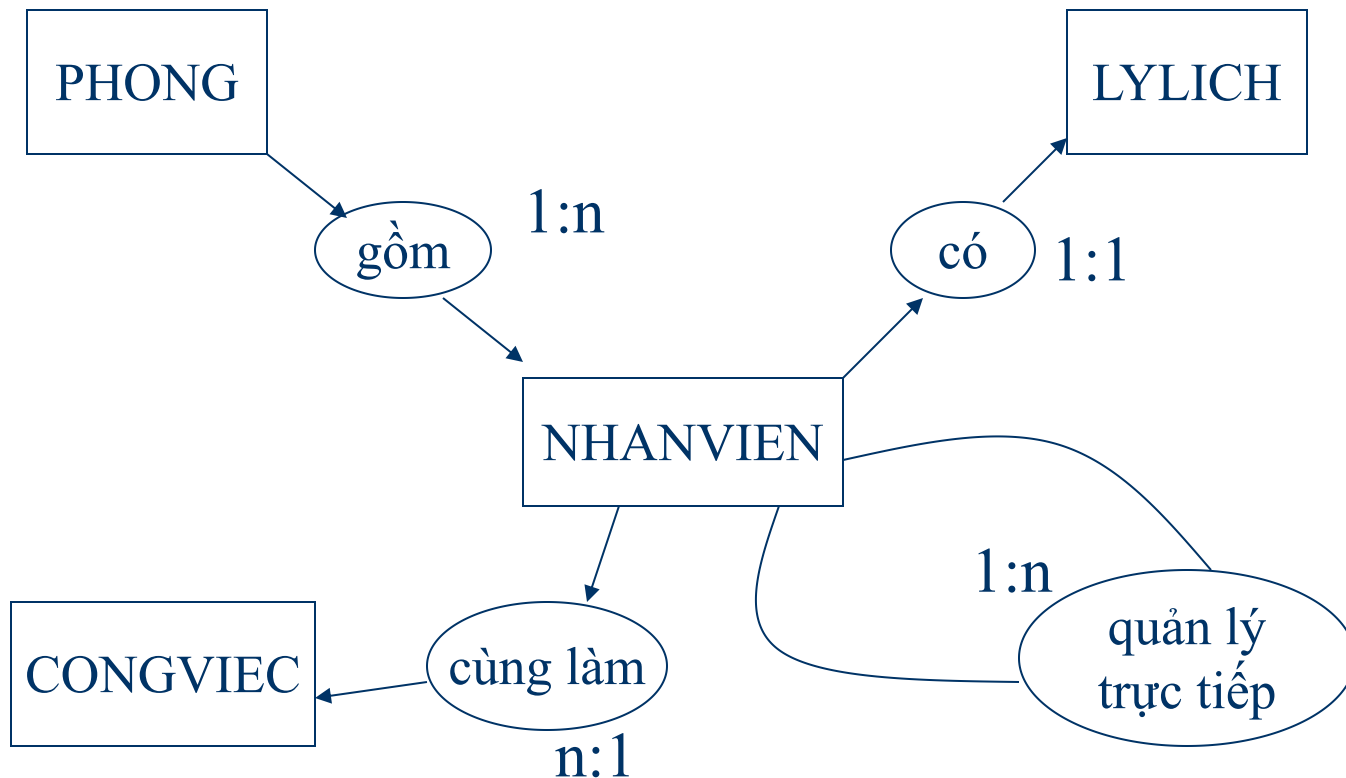 PHONG
LYLICH
gồm
1:n
có
1:1
NHANVIEN
1:n
quản lý
trực tiếp
CONGVIEC
cùng làm
n:1